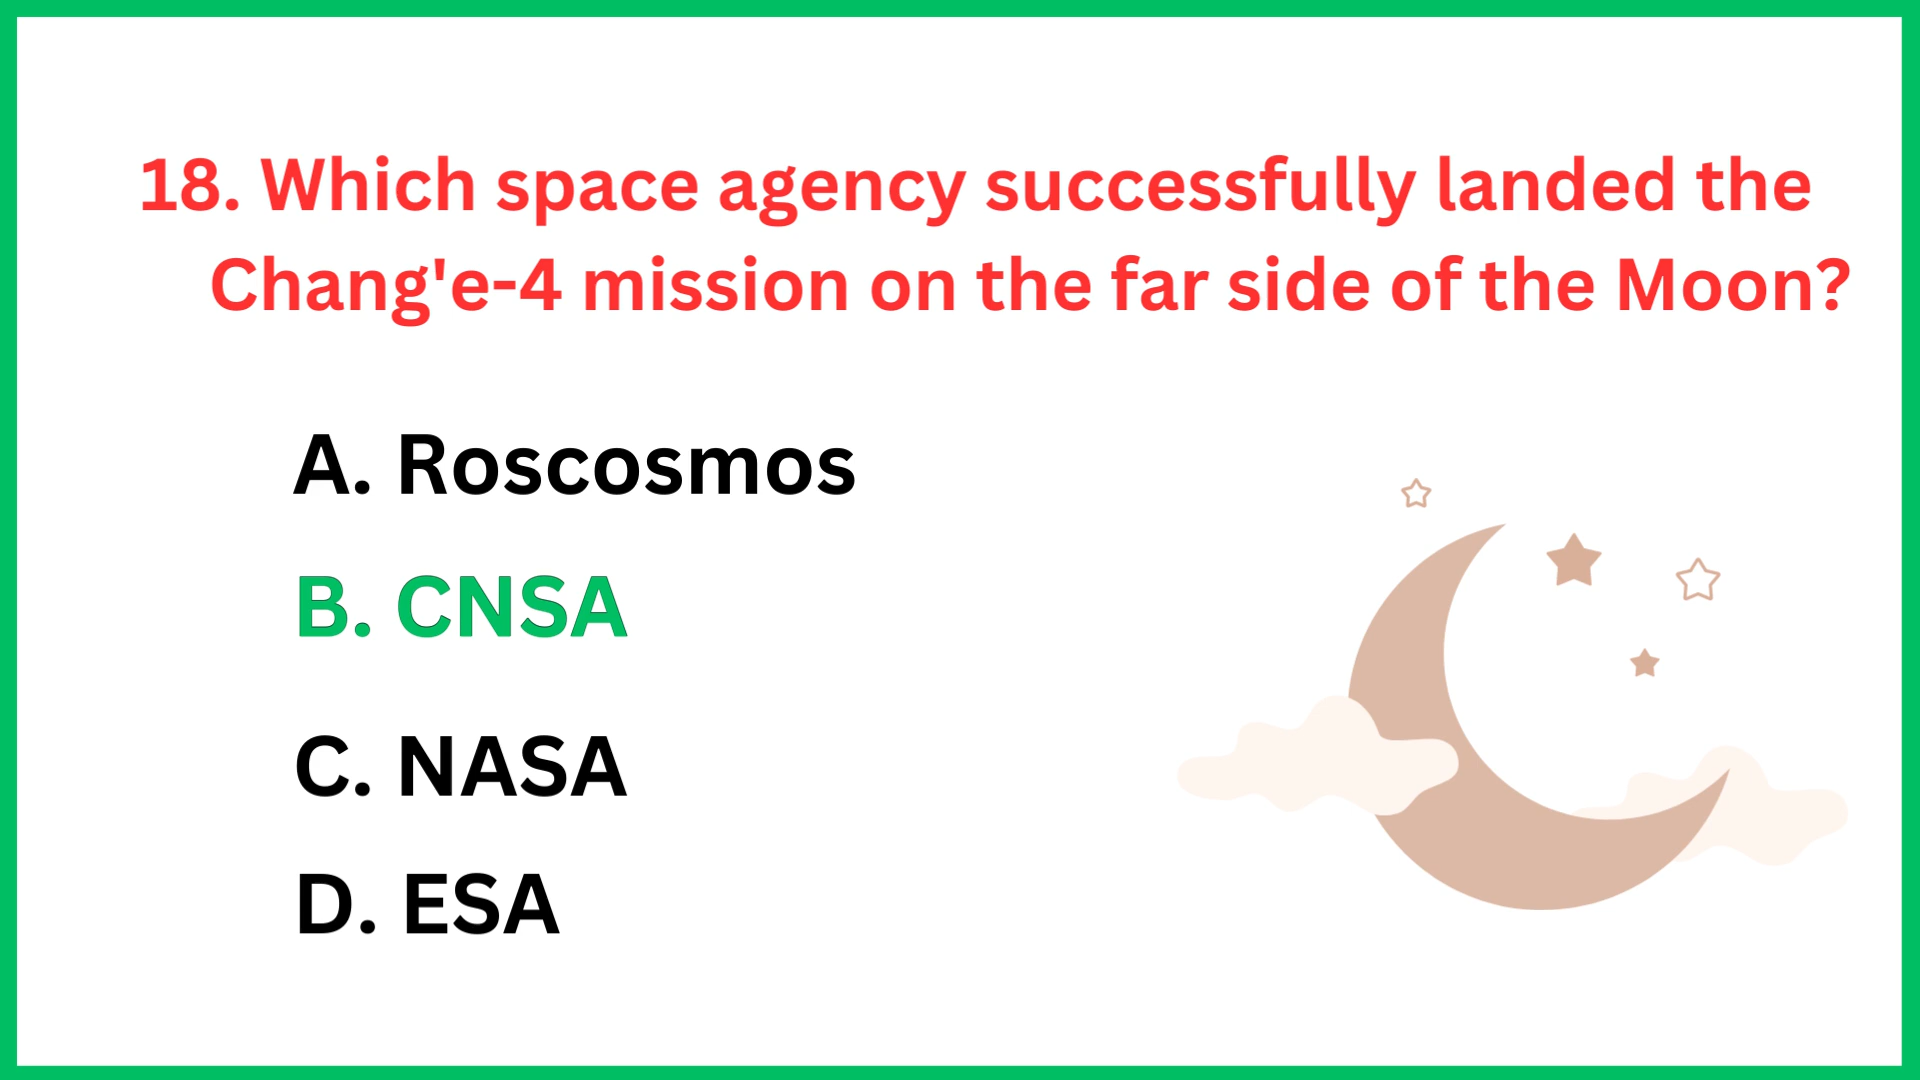 18. Which space agency successfully landed the
Chang'e-4 mission on the far side of the Moon?
A. Roscosmos
B. CNSA
C. NASA
D. ESA